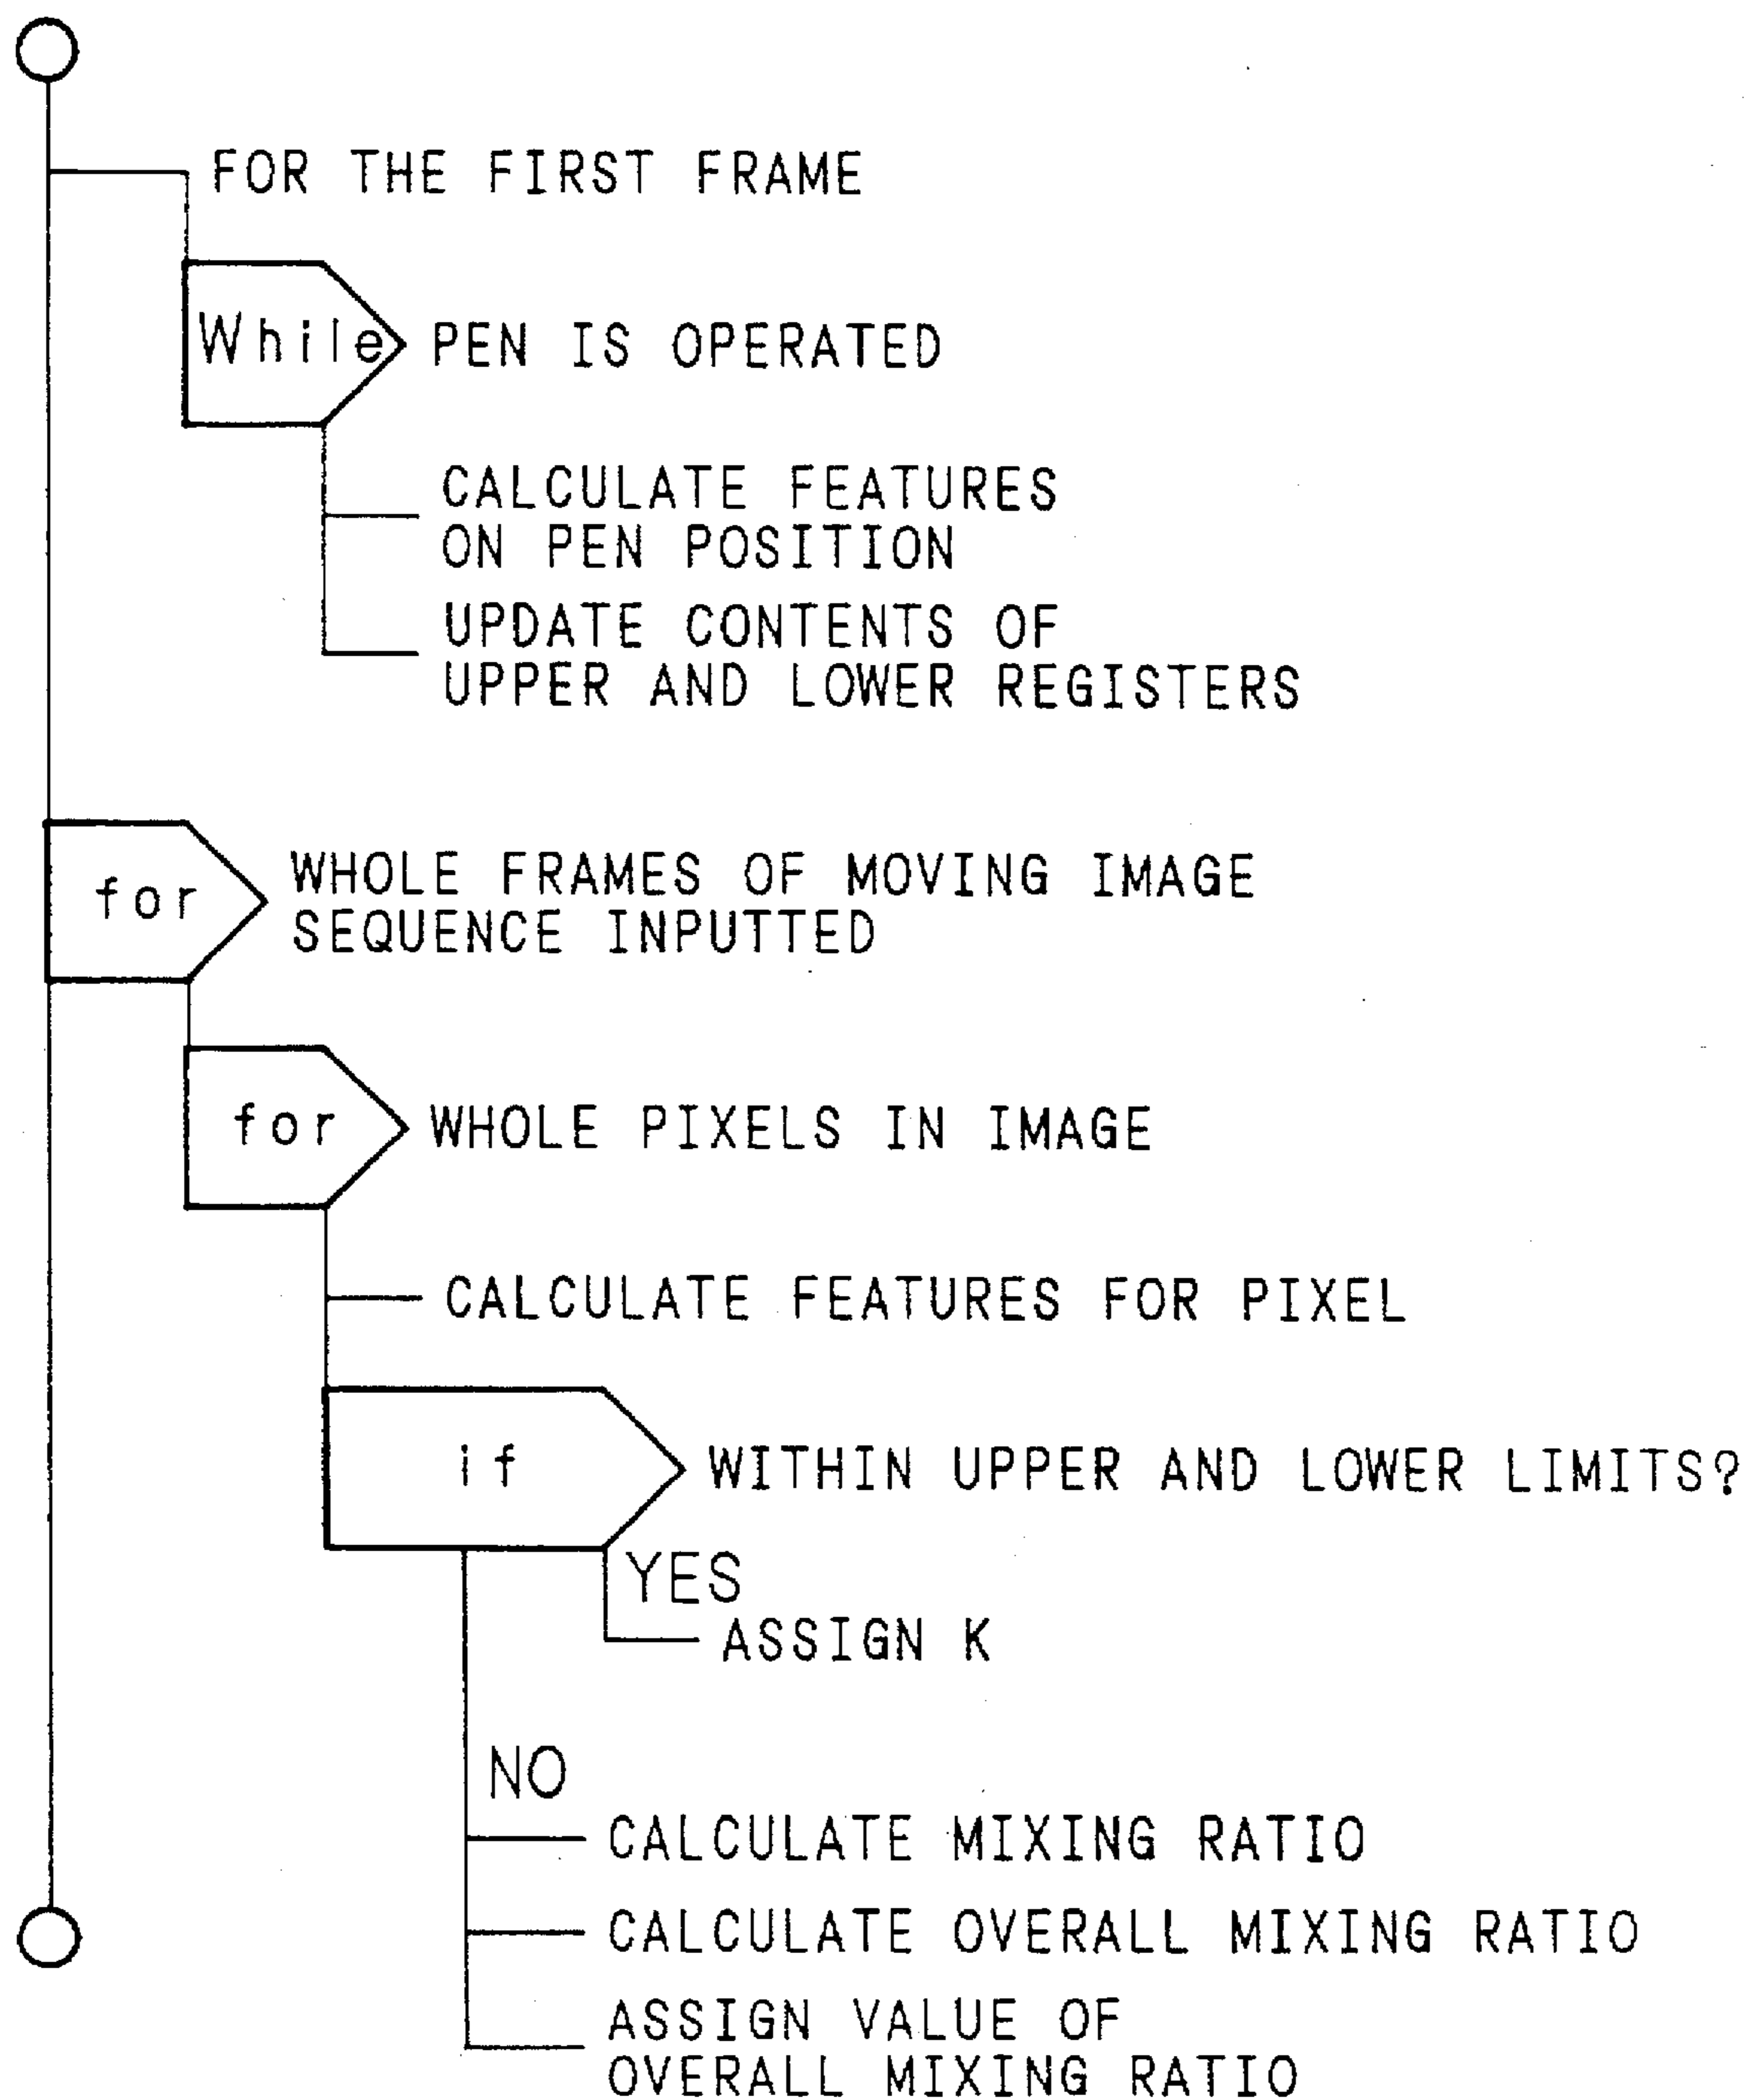 FOR THE FIRST FRAME
While PEN IS OPERATED
CALCULATE FEATURES
ON PEN POSITION
UPDATE CONTENTS OF
UPPER AND LOWER REGISTERS
for WHOLE FRAMES OF MOVING IMAGE
SEQUENCE INPUTTED
for WHOLE PIXELS IN IMAGE
CALCULATE FEATURES FOR PIXEL
if WITHIN UPPER AND LOWER LIMITS?
YES
ASSIGN K
NO
CALCULATE MIXING RATIO
CALCULATE OVERALL MIXING RATIO
ASSIGN VALUE OF
OVERALL MIXING RATIO